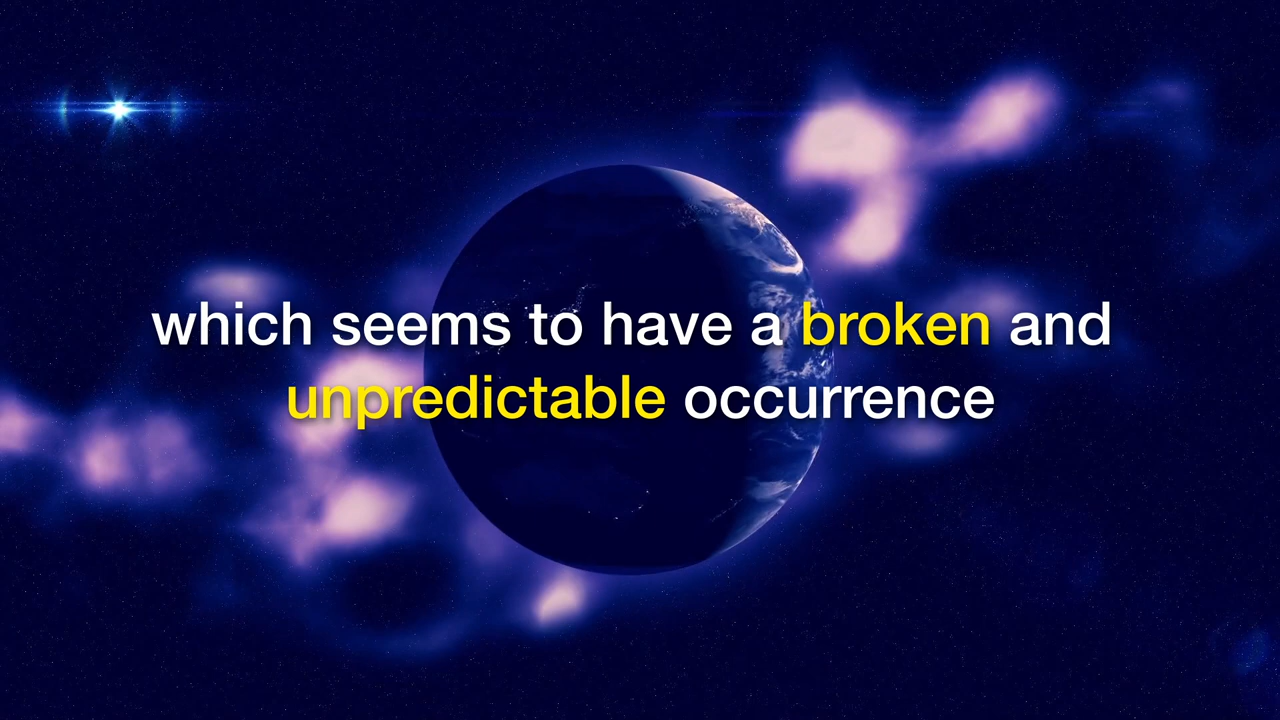 which seems to have a broken and
unpredictable occurrence